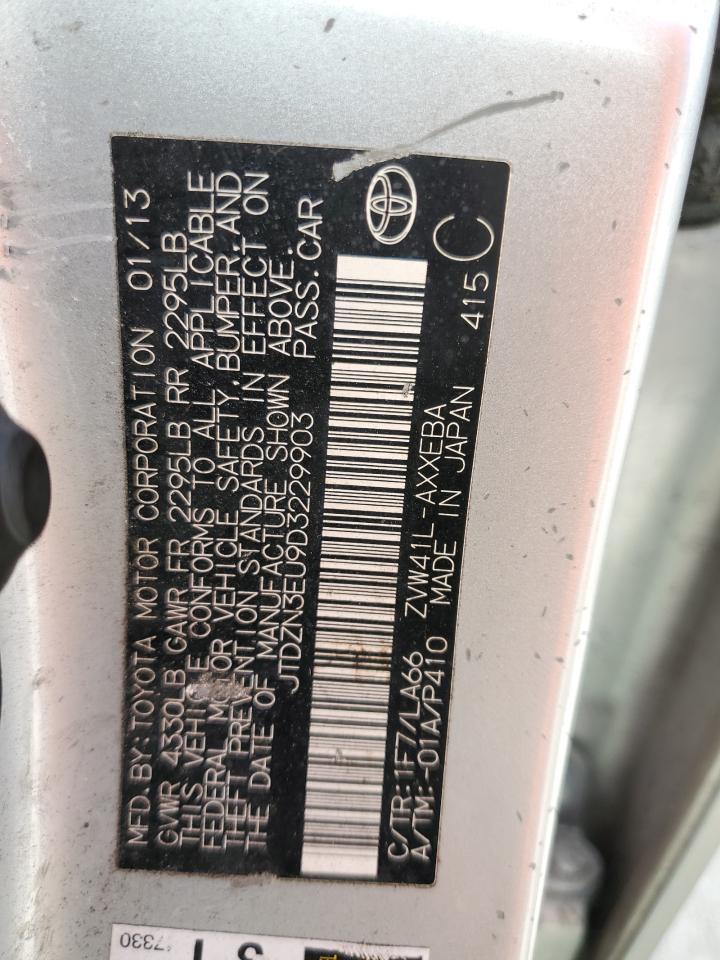 MFD BY: TOYOTA MOTOR CORPORATION 01/13
GVWR 4330LB GAWR FR 2295LB RR 2295LB
THIS VEHICLE CONFORMS TO ALL APPLICABLE
FEDERAL MOTOR VEHICLE SAFETY, BUMPER, AND
THEFT PREVENTION STANDARDS IN EFFECT ON
THE DATE OF MANUFACTURE SHOWN ABOVE.
JTDZN3EU9D3229903 PASS.CAR
C/TR: 1F7/LA66 ZVW41L-AXXEBA
A/TM: -01A/P410 MADE IN JAPAN 415 C
7330